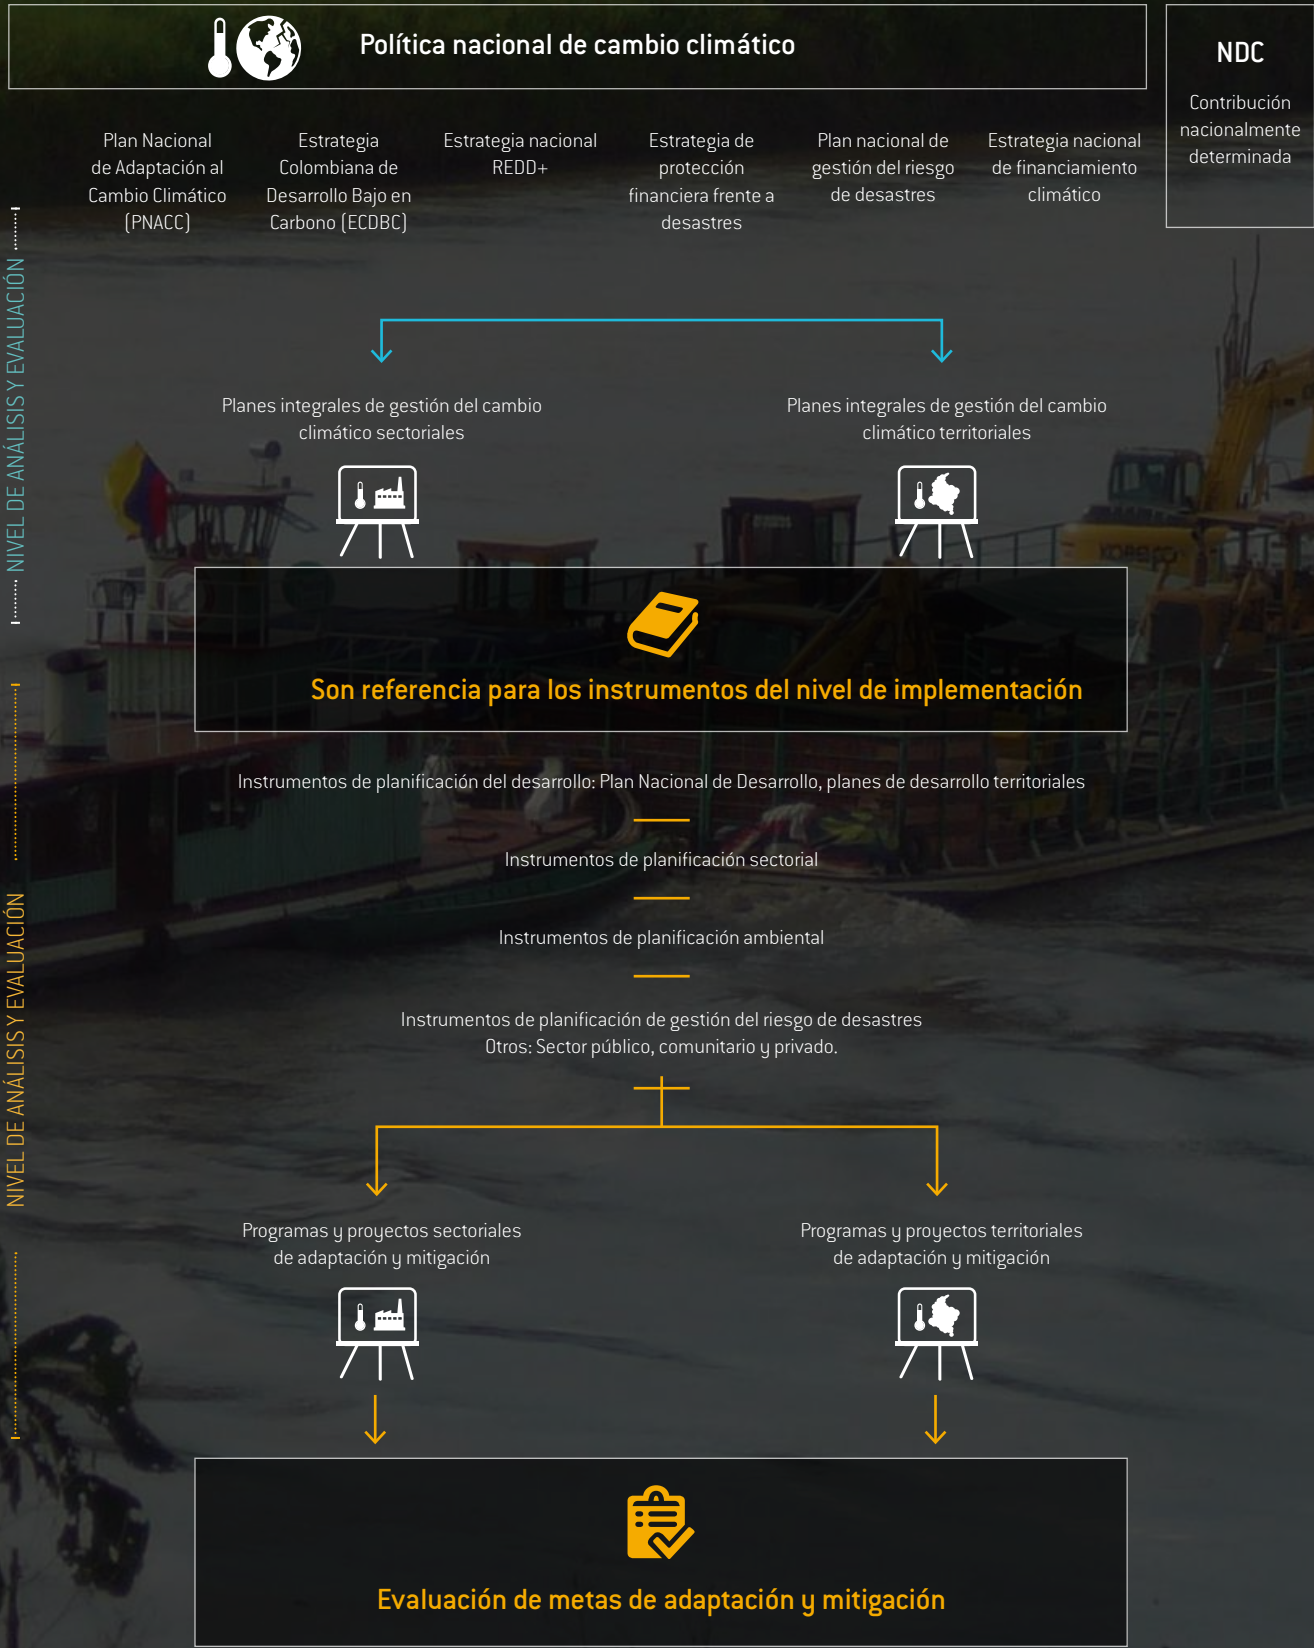 Política nacional de cambio climático
NDC
Contribución
nacionalmente
determinada
Plan Nacional
de Adaptación al
Cambio Climático
(PNACC)
Estrategia
Colombiana de
Desarrollo Bajo en
Carbono (ECDBC)
Estrategia nacional
REDD+
Estrategia de
protección
financiera frente a
desastres
Plan nacional de
gestión del riesgo
de desastres
Estrategia nacional
de financiamiento
climático
NIVEL DE ANÁLISIS Y EVALUACIÓN
Planes integrales de gestión del cambio
climático sectoriales
Planes integrales de gestión del cambio
climático territoriales
Son referencia para los instrumentos del nivel de implementación
NIVEL DE ANÁLISIS Y EVALUACIÓN
Instrumentos de planificación del desarrollo: Plan Nacional de Desarrollo, planes de desarrollo territoriales
Instrumentos de planificación sectorial
Instrumentos de planificación ambiental
Instrumentos de planificación de gestión del riesgo de desastres
Otros: Sector público, comunitario y privado.
Programas y proyectos sectoriales
de adaptación y mitigación
Programas y proyectos territoriales
de adaptación y mitigación
Evaluación de metas de adaptación y mitigación